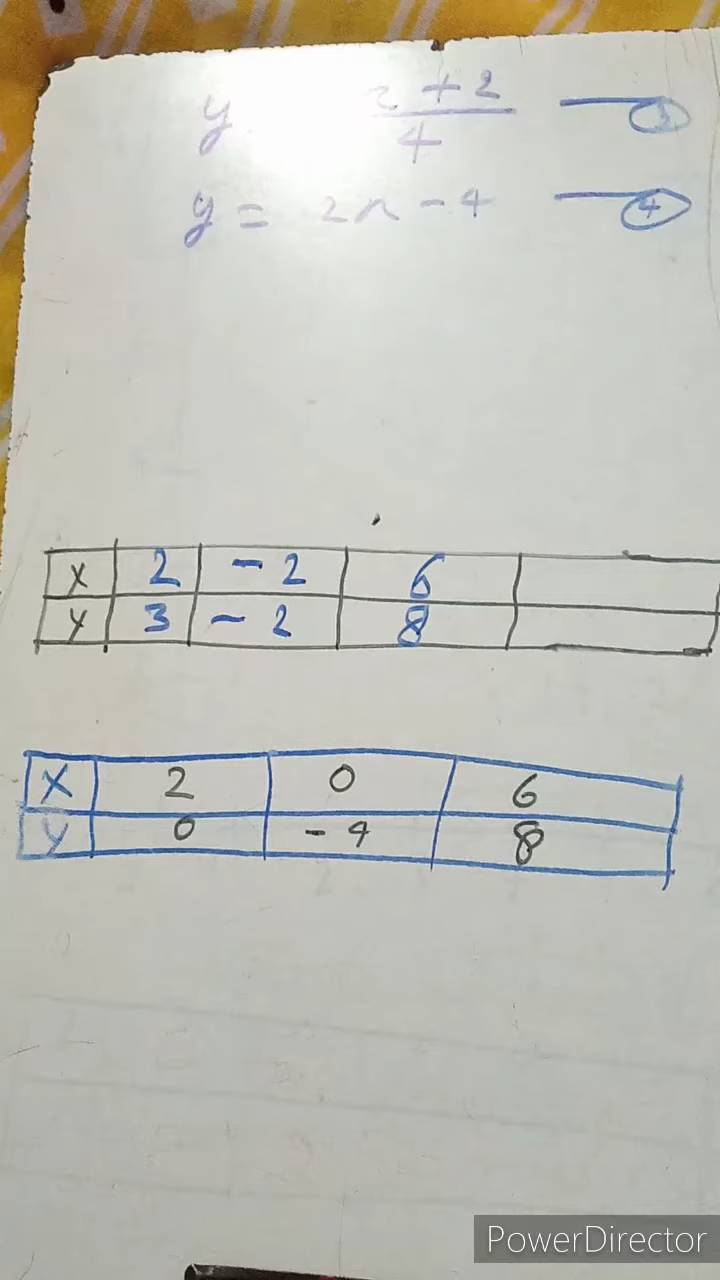 y + 2
4 3
y = 2x - 4 4
X 2 - 2 6
Y 3 - 2 8
X 2 0 6
Y 0 - 4 8
PowerDirector